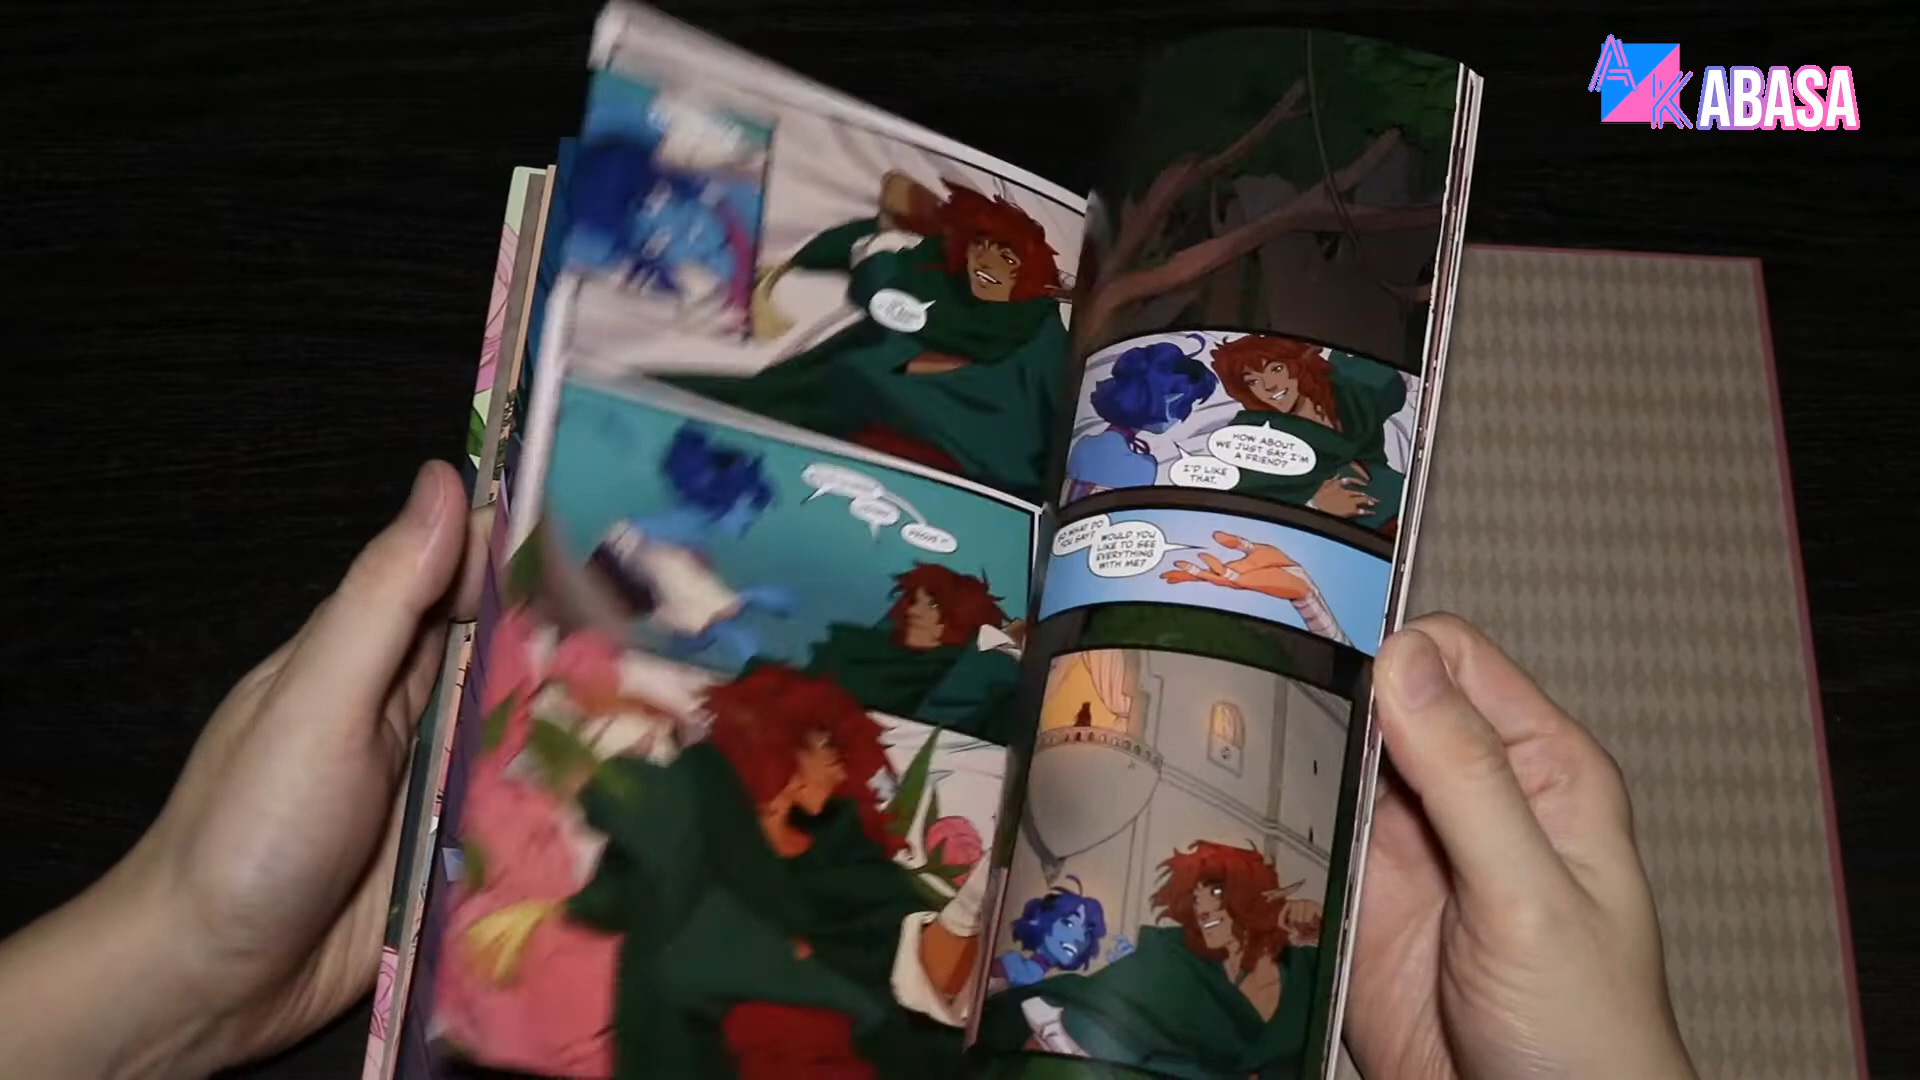 AK ABASA
HOW ABOUT
WE JUST SAY I'M
A FRIEND?
I'D LIKE
THAT.
SO WHAT DO
YOU SAY?
WOULD YOU
LIKE TO SEE
EVERYTHING
WITH ME?